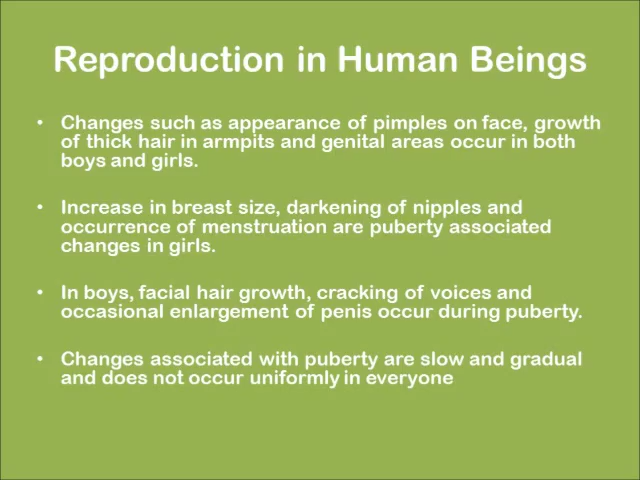 Reproduction in Human Beings
• Changes such as appearance of pimples on face, growth
of thick hair in armpits and genital areas occur in both
boys and girls.
• Increase in breast size, darkening of nipples and
occurrence of menstruation are puberty associated
changes in girls.
• In boys, facial hair growth, cracking of voices and
occasional enlargement of penis occur during puberty.
• Changes associated with puberty are slow and gradual
and does not occur uniformly in everyone